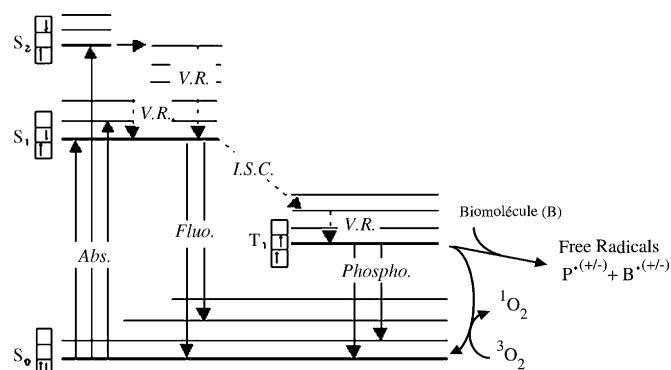 S₂
V.R.
V.R.
S₁
I.S.C.
V.R.
Biomolécule (B)
Fluo.
T₁
Free Radicals
Abs.
Phospho.
P•(+/-) + B•(+/-)
¹O₂
S₀
³O₂